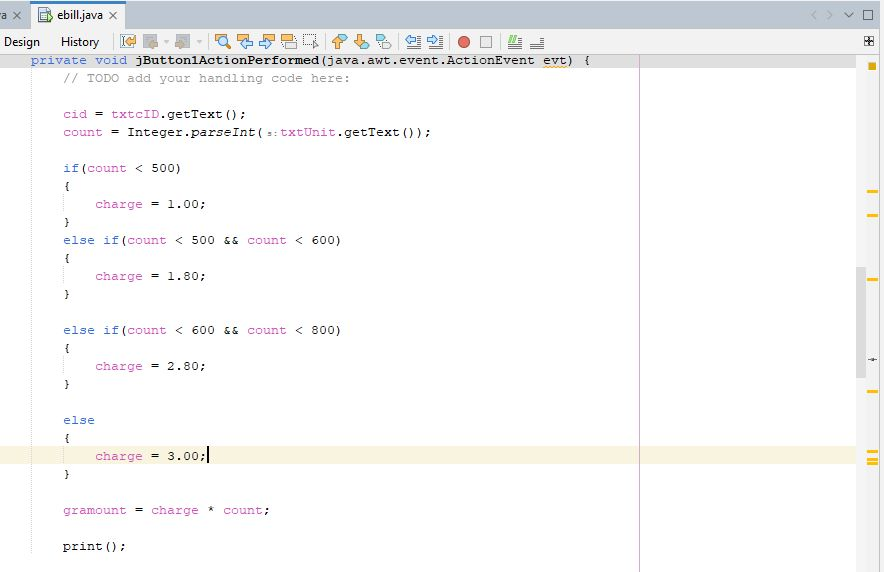 va ebill.java
Design History
private void jButton1ActionPerformed(java.awt.event.ActionEvent evt) {
// TODO add your handling code here:
cid = txtcID.getText();
count = Integer.parseInt( s: txtUnit.getText());
if(count < 500)
{
charge = 1.00;
}
else if(count < 500 && count < 600)
{
charge = 1.80;
}
else if(count < 600 && count < 800)
{
charge = 2.80;
}
else
{
charge = 3.00;
}
gramount = charge * count;
print();